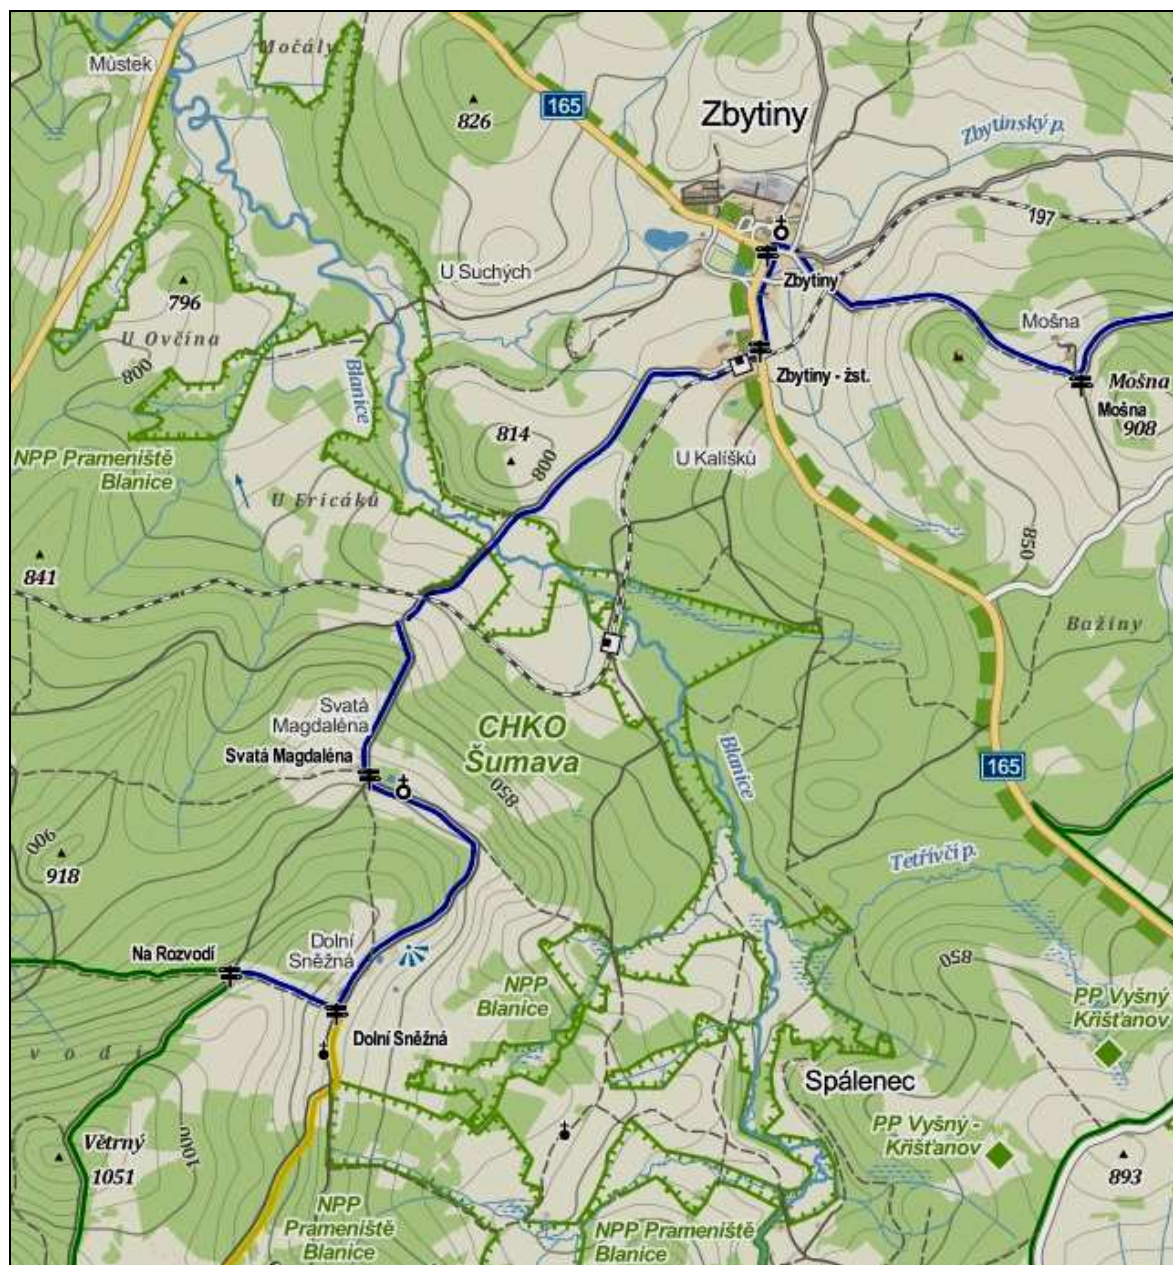 Můstek
Močály
826
165
Zbytiny
Zbytinský p.
197
U Suchých
Zbytiny
796
U Ovčína
800
Blanice
Mošna
Zbytiny - žst.
Mošna
Mošna
908
814
800
NPP Prameniště
Blanice
U Kalíšků
U Fricáků
850
841
Bažiny
Svatá
Magdaléna
CHKO
Šumava
Svatá Magdaléna
Blanice
165
850
900
918
Tetřívčí p.
Na Rozvodí
Dolní
Sněžná
850
NPP
Blanice
PP Vyšný -
Křišťanov
Dolní Sněžná
v o d í
Spálenec
Větrný
1051
1000
PP Vyšný -
Křišťanov
893
NPP
Prameniště
Blanice
NPP Prameniště
Blanice